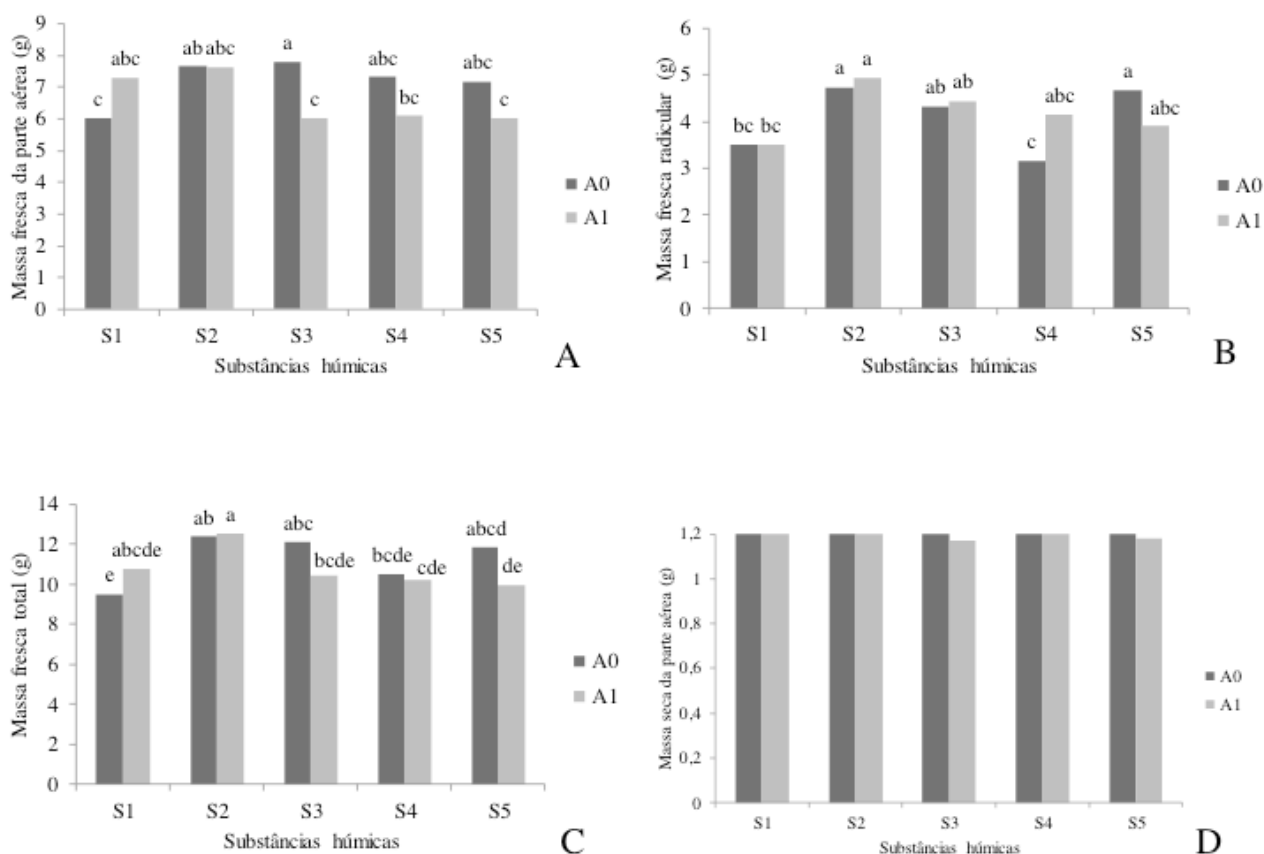 Massa fresca da parte aérea (g)
9
8
7
6
5
4
3
2
1
0
c abc
ab abc
a c
abc bc
abc c
S1 S2 S3 S4 S5
Substâncias húmicas
A0
A1
A
Massa fresca radicular (g)
6
5
4
3
2
1
0
bc bc
a a
ab ab
c abc
a abc
S1 S2 S3 S4 S5
Substâncias húmicas
A0
A1
B
Massa fresca total (g)
14
12
10
8
6
4
2
0
e abcde
ab a
abc bcde
bcde cde
abcd de
S1 S2 S3 S4 S5
Substâncias húmicas
A0
A1
C
Massa seca da parte aérea (g)
1,2
1
0,8
0,6
0,4
0,2
0
S1 S2 S3 S4 S5
Substâncias húmicas
A0
A1
D